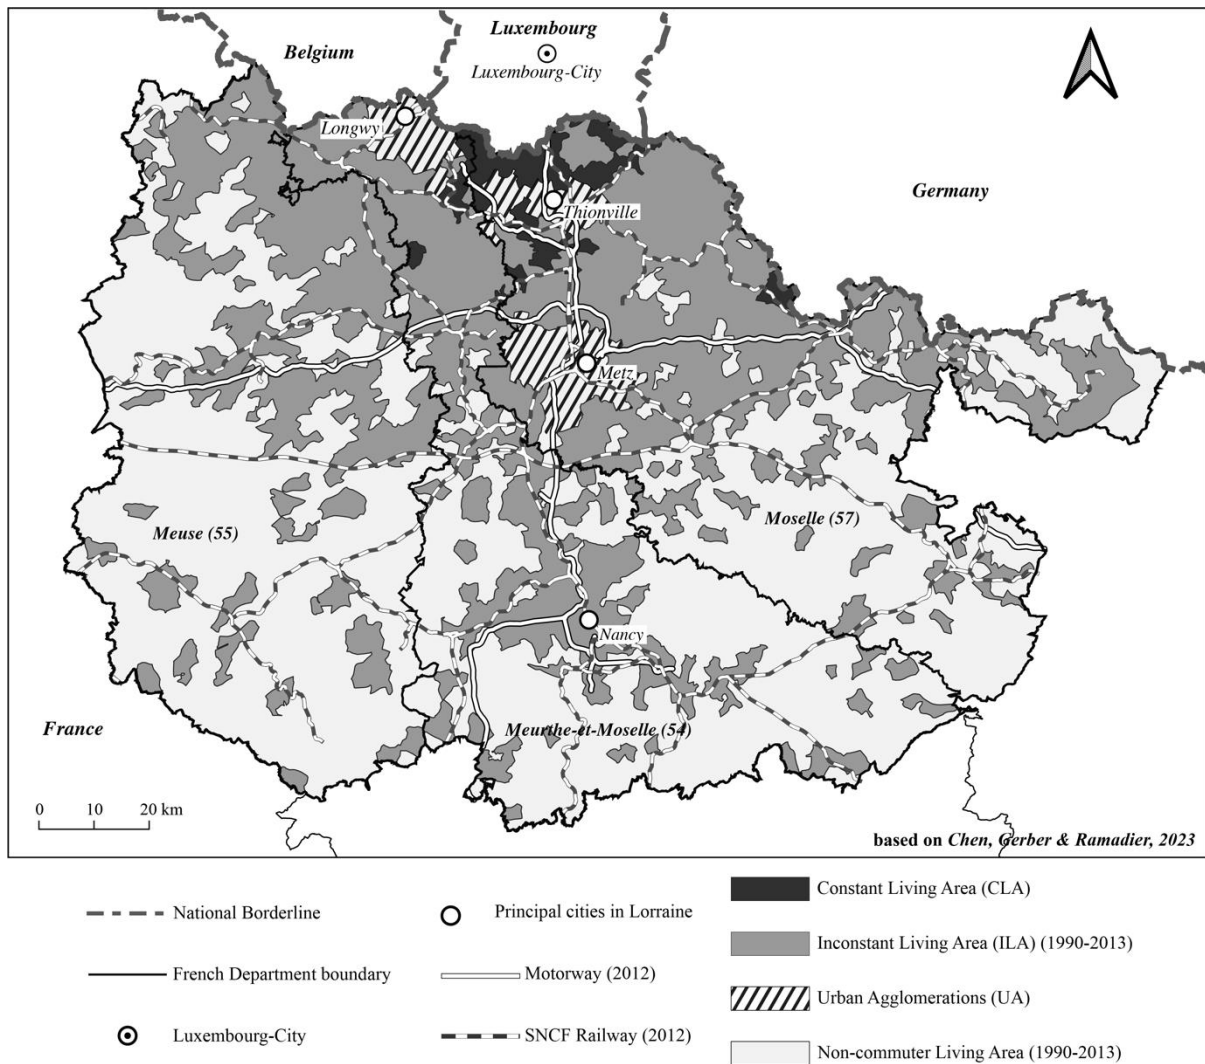 Luxembourg
Belgium
Luxembourg-City
Longwy
Germany
Thionville
Metz
Meuse (55)
Moselle (57)
Nancy
France
Meurthe-et-Moselle (54)
0 10 20 km
based on Chen, Gerber & Ramadier, 2023
National Borderline
French Department boundary
Luxembourg-City
Principal cities in Lorraine
Motorway (2012)
SNCF Railway (2012)
Constant Living Area (CLA)
Inconstant Living Area (ILA) (1990-2013)
Urban Agglomerations (UA)
Non-commuter Living Area (1990-2013)